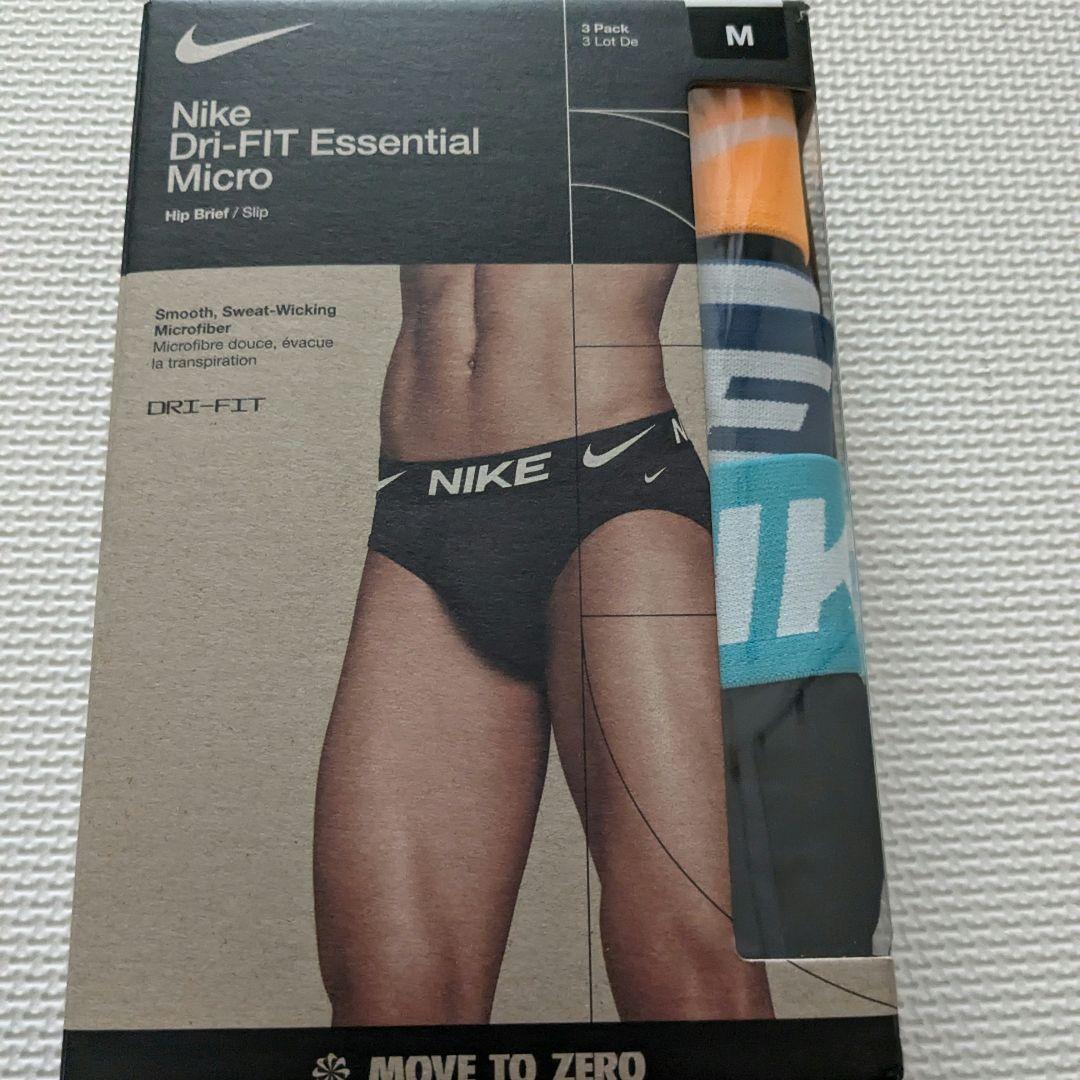 3 Pack
3 Lot De
M
Nike
Dri-FIT Essential
Micro
Hip Brief / Slip
Smooth, Sweat-Wicking
Microfiber
Microfibre douce, évacue
la transpiration
DRI-FIT
NIKE
N
IK
E
MOVE TO ZERO